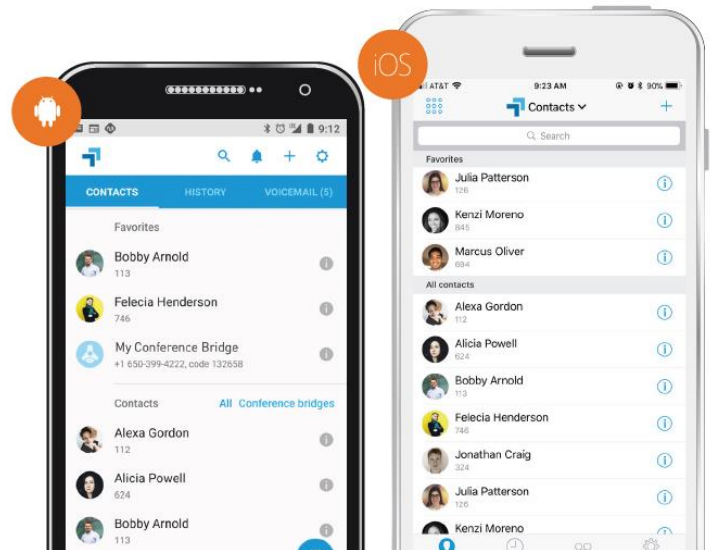 iOS
9:12
CONTACTS HISTORY VOICEMAIL (5)
Favorites
Bobby Arnold
113
Felecia Henderson
746
My Conference Bridge
+1 650-399-4222, code 132658
Contacts All Conference bridges
Alexa Gordon
112
Alicia Powell
624
Bobby Arnold
113
AT&T 9:23 AM 90%
Contacts
Search
Favorites
Julia Patterson
126
Kenzi Moreno
845
Marcus Oliver
694
All contacts
Alexa Gordon
112
Alicia Powell
624
Bobby Arnold
113
Felecia Henderson
746
Jonathan Craig
324
Julia Patterson
126
Kenzi Moreno